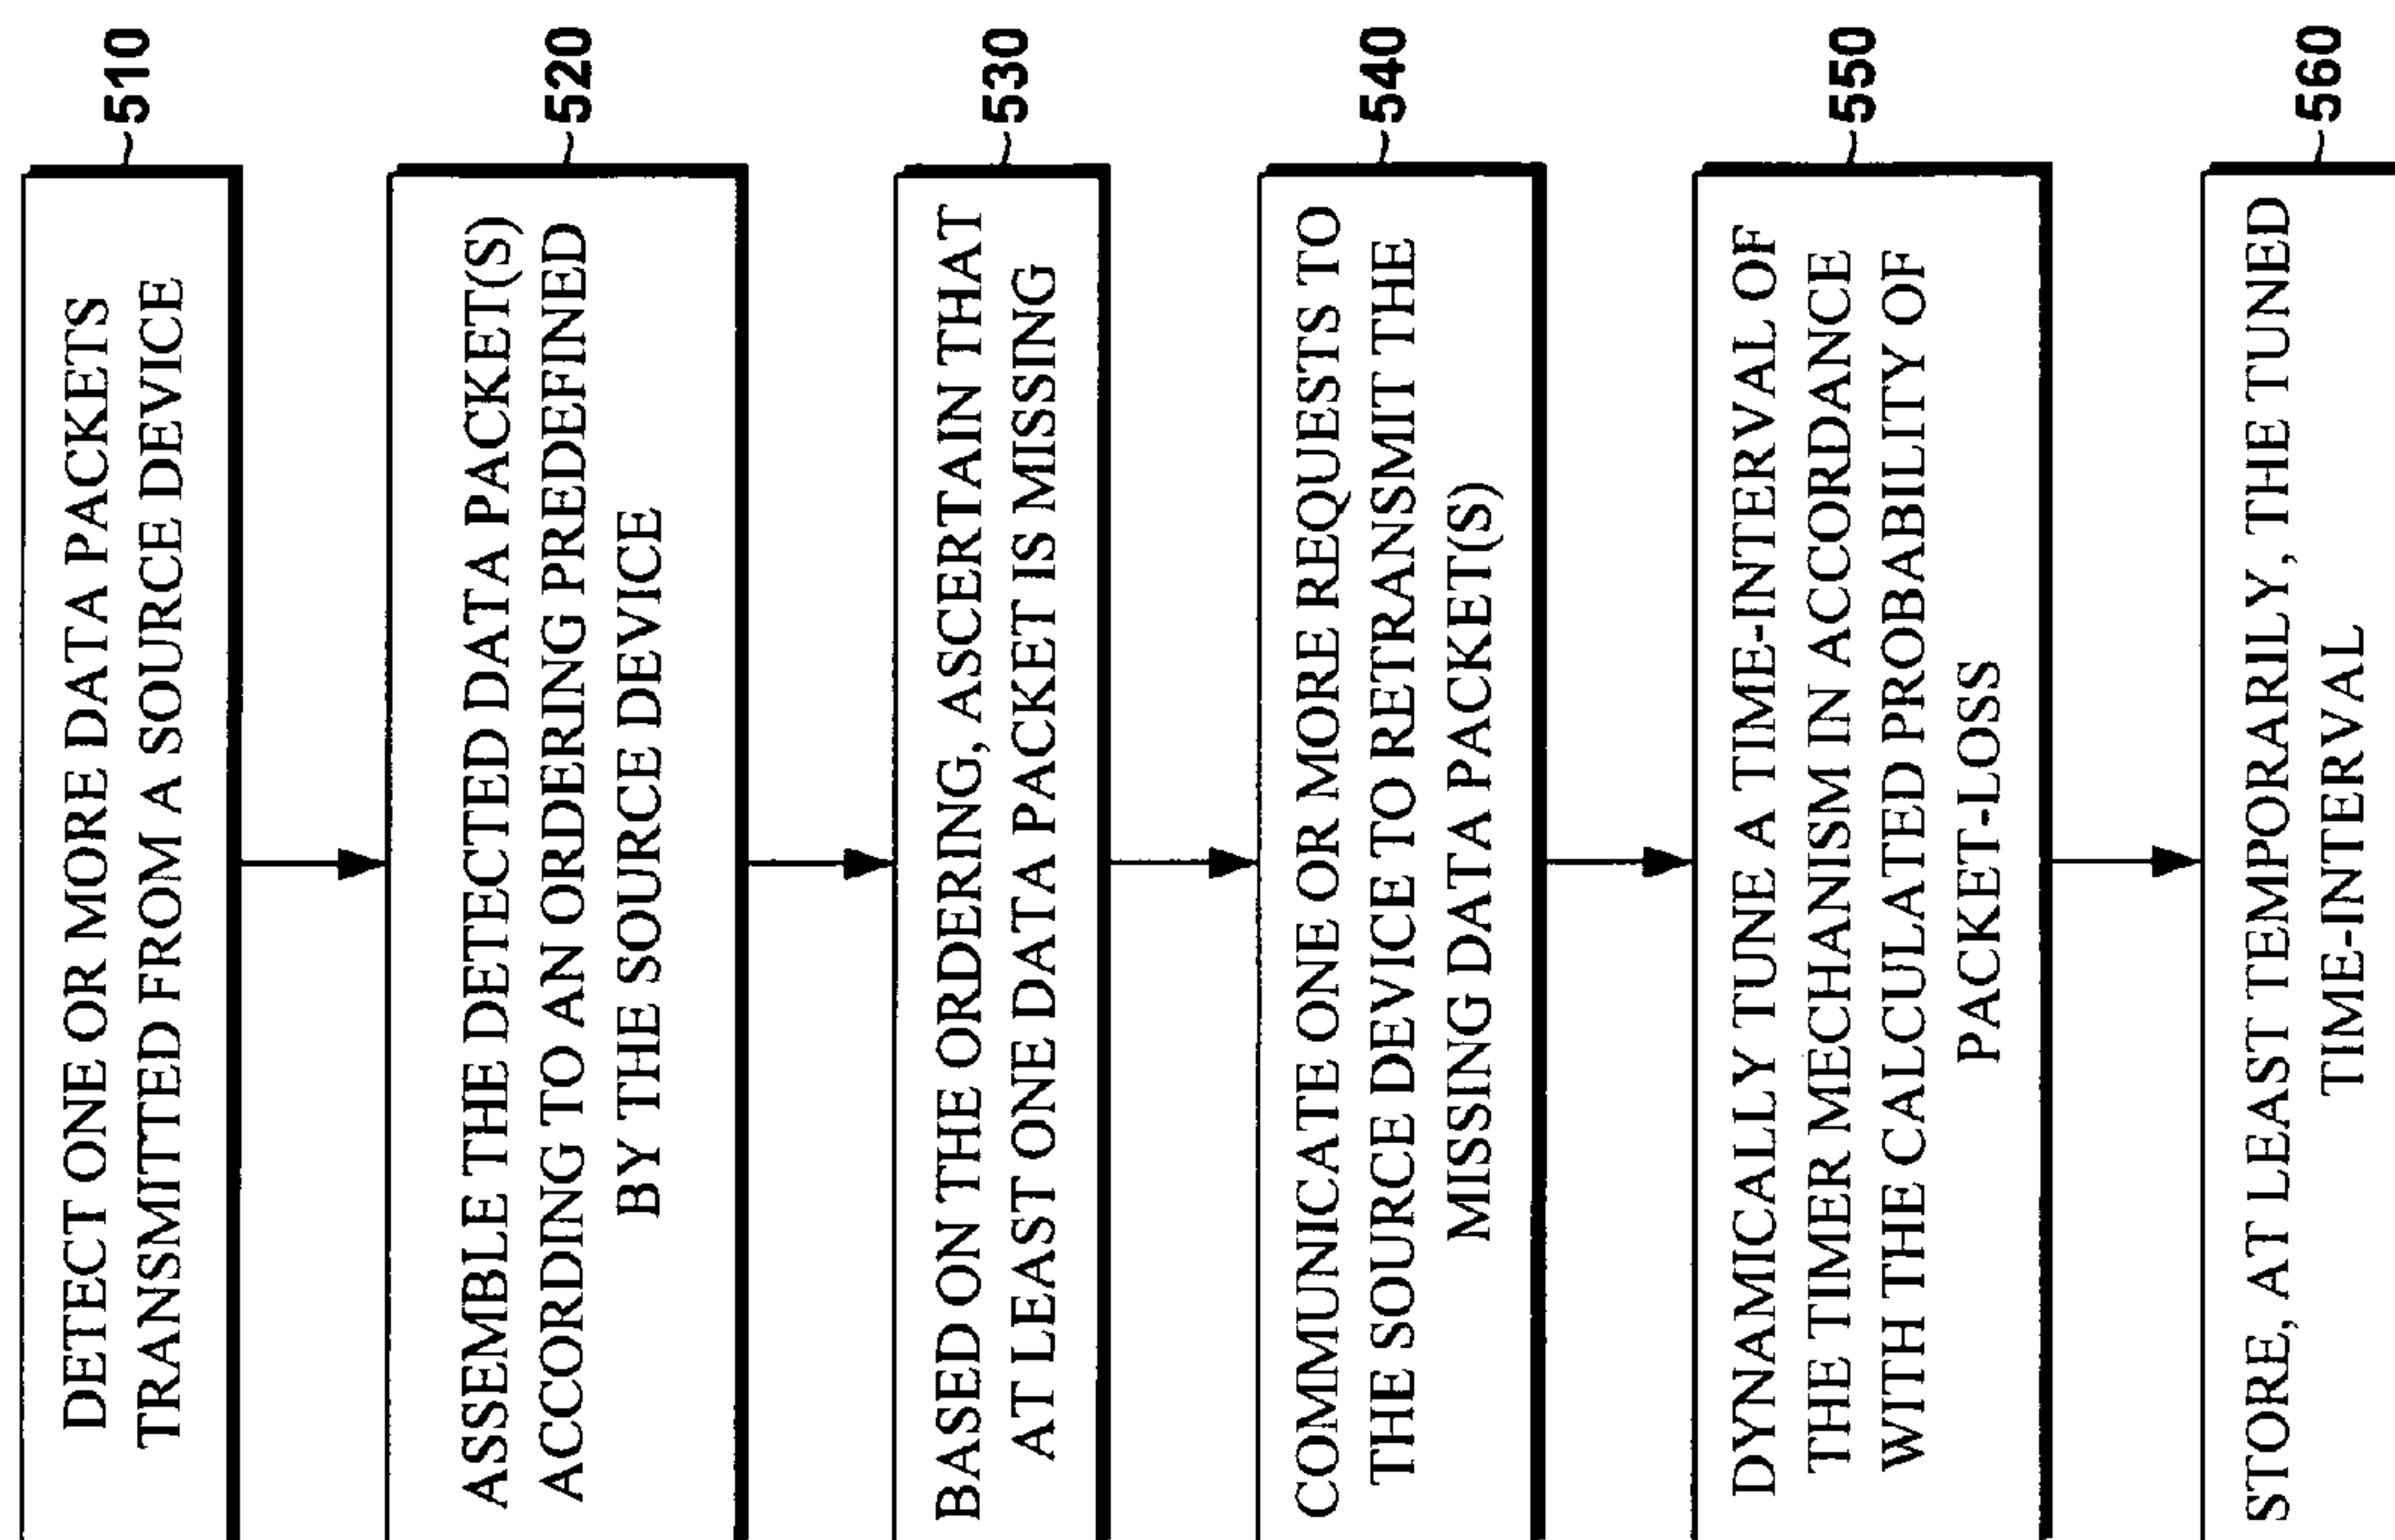 DETECT ONE OR MORE DATA PACKETS
TRANSMITTED FROM A SOURCE DEVICE
510
ASSEMBLE THE DETECTED DATA PACKET(S)
ACCORDING TO AN ORDERING PREDEFINED
BY THE SOURCE DEVICE
520
BASED ON THE ORDERING, ASCERTAIN THAT
AT LEAST ONE DATA PACKET IS MISSING
530
COMMUNICATE ONE OR MORE REQUESTS TO
THE SOURCE DEVICE TO RETRANSMIT THE
MISSING DATA PACKET(S)
540
DYNAMICALLY TUNE A TIME-INTERVAL OF
THE TIMER MECHANISM IN ACCORDANCE
WITH THE CALCULATED PROBABILITY OF
PACKET-LOSS
550
STORE, AT LEAST TEMPORARILY, THE TUNED
TIME-INTERVAL
560